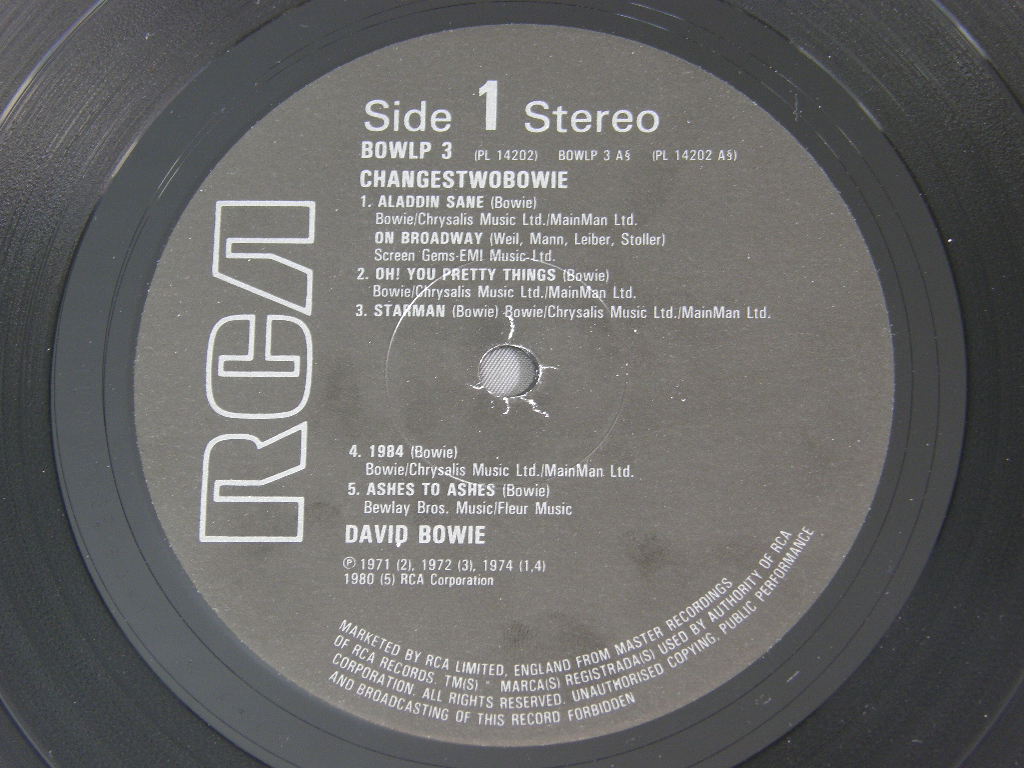 Side 1 Stereo
BOWLP 3 (PL 14202) BOWLP 3 A§ (PL 14202 A§)
CHANGESTWOBOWIE
1. ALADDIN SANE (Bowie)
Bowie/Chrysalis Music Ltd./MainMan Ltd.
ON BROADWAY (Weil, Mann, Leiber, Stoller)
Screen Gems-EMI Music Ltd.
2. OH! YOU PRETTY THINGS (Bowie)
Bowie/Chrysalis Music Ltd./MainMan Ltd.
3. STARMAN (Bowie) Bowie/Chrysalis Music Ltd./MainMan Ltd.
RCA
4. 1984 (Bowie)
Bowie/Chrysalis Music Ltd./MainMan Ltd.
5. ASHES TO ASHES (Bowie)
Bewlay Bros. Music/Fleur Music
DAVID BOWIE
℗ 1971 (2), 1972 (3), 1974 (1,4)
1980 (5) RCA Corporation
MARKETED BY RCA LIMITED, ENGLAND FROM MASTER RECORDINGS
OF RCA RECORDS. TM(S) ® MARCA(S) REGISTRADA(S) USED BY AUTHORITY OF RCA
CORPORATION. ALL RIGHTS RESERVED. UNAUTHORISED COPYING, PUBLIC PERFORMANCE
AND BROADCASTING OF THIS RECORD FORBIDDEN